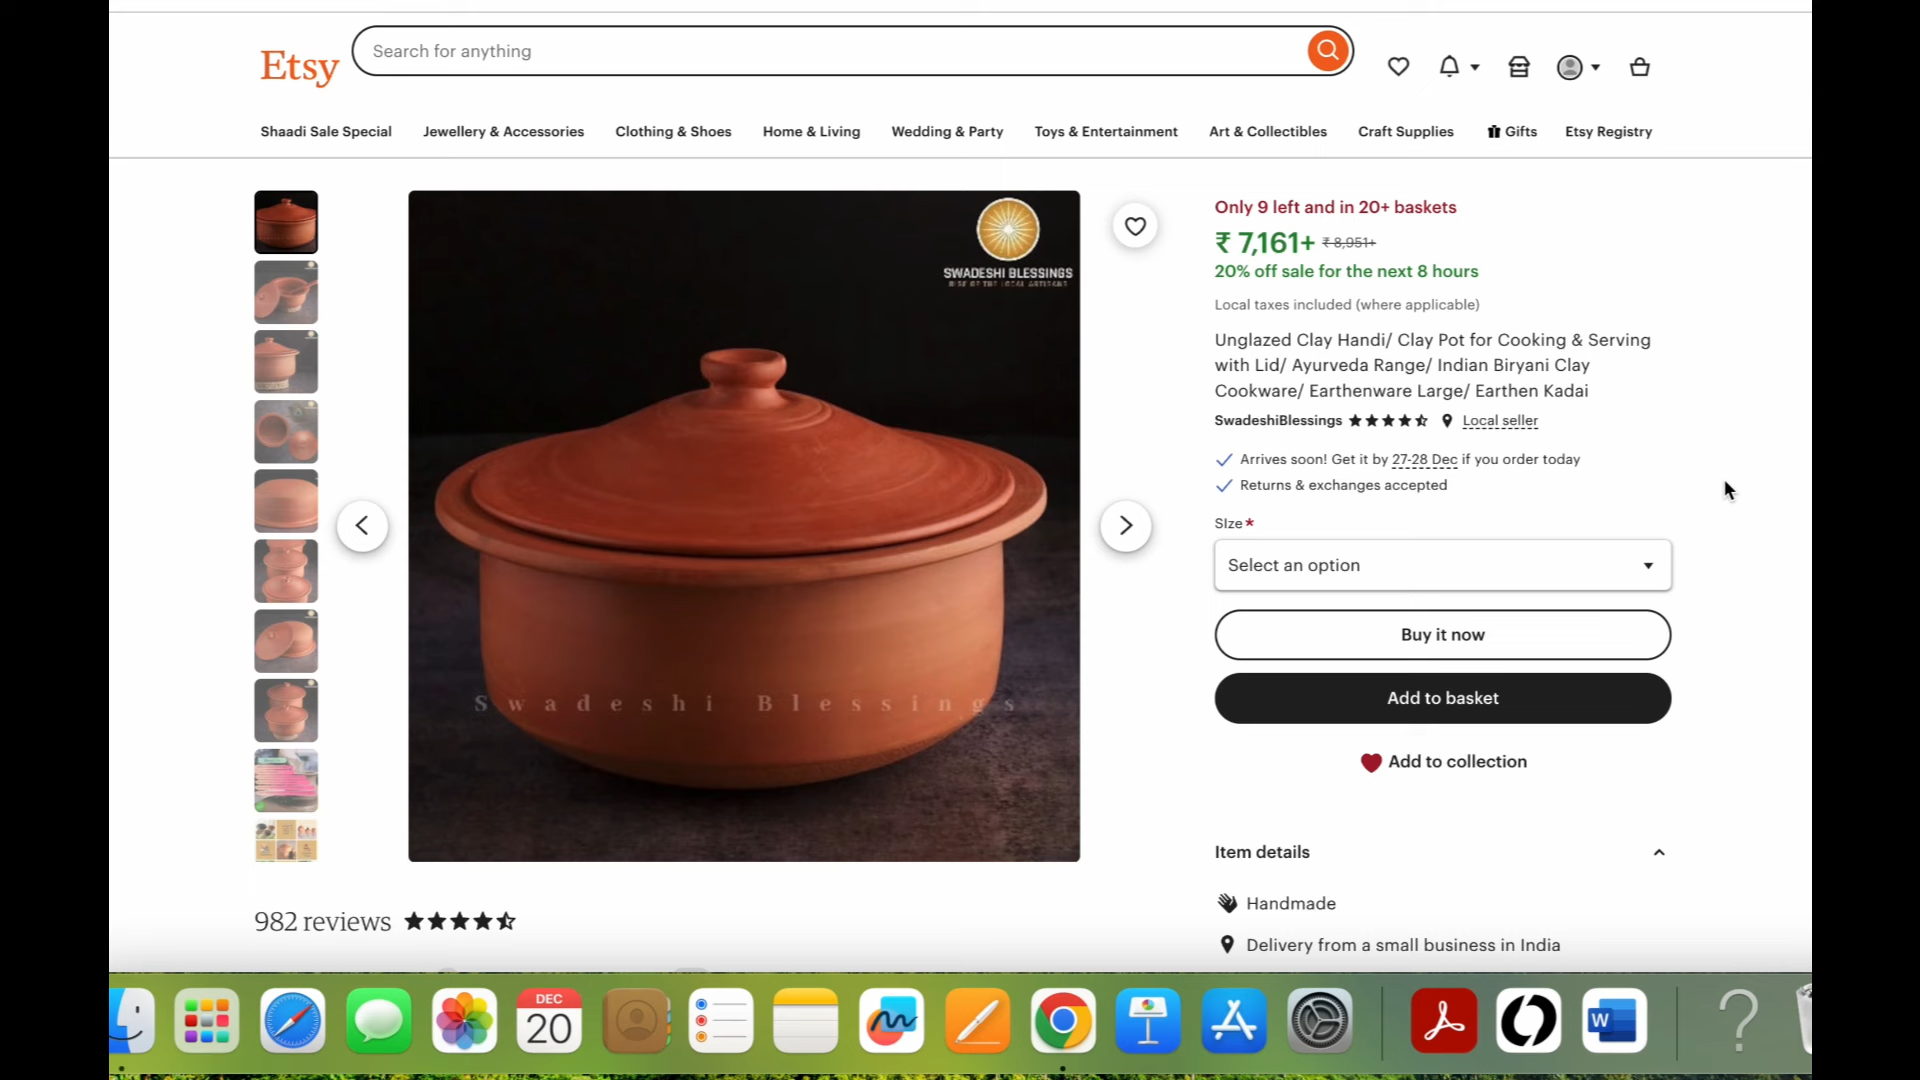 Etsy
Search for anything
Shaadi Sale Special
Jewellery & Accessories
Clothing & Shoes
Home & Living
Wedding & Party
Toys & Entertainment
Art & Collectibles
Craft Supplies
Gifts
Etsy Registry
SWADESHI BLESSINGS
RISE OF THE LOCAL ARTISANS
Swadeshi Blessings
Only 9 left and in 20+ baskets
₹ 7,161+ ₹ 8,951+
20% off sale for the next 8 hours
Local taxes included (where applicable)
Unglazed Clay Handi/ Clay Pot for Cooking & Serving
with Lid/ Ayurveda Range/ Indian Biryani Clay
Cookware/ Earthenware Large/ Earthen Kadai
SwadeshiBlessings Local seller
Arrives soon! Get it by 27-28 Dec if you order today
Returns & exchanges accepted
SIze*
Select an option
Buy it now
Add to basket
Add to collection
Item details
Handmade
Delivery from a small business in India
982 reviews
DEC
20
W
?